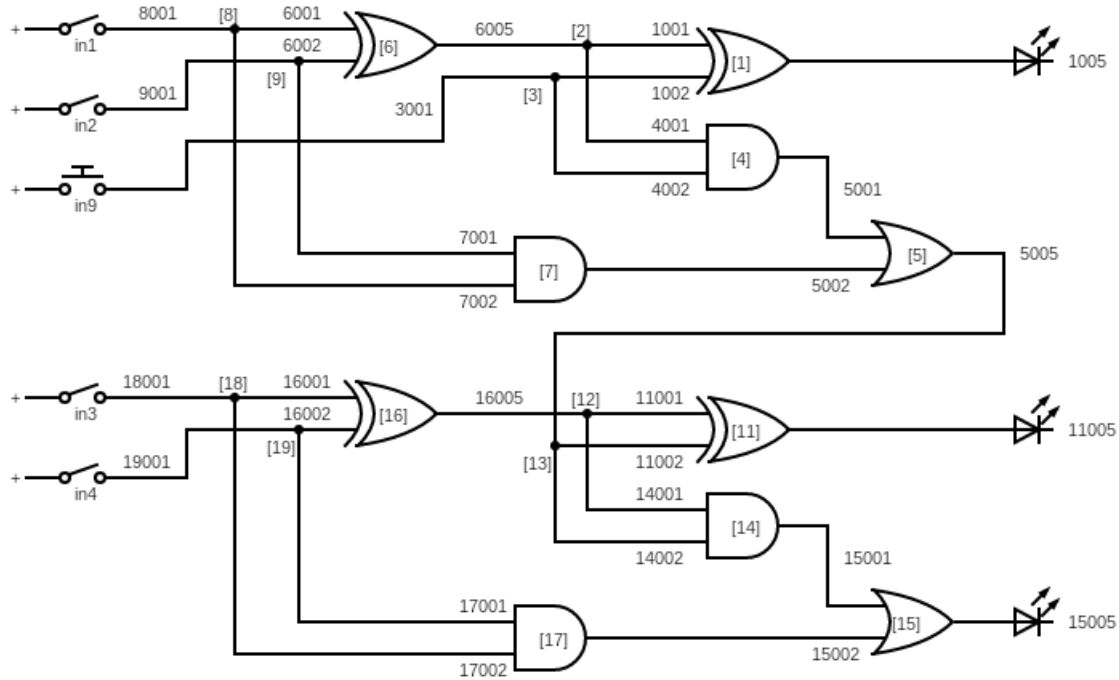 8001 [8] 6001
+ in1
6002 [6] 6005 [2] 1001
[9] [1] 1005
9001 3001 [3] 1002
+ in2
4001
[4]
4002
+ in9
5001
7001 [5] 5005
[7] 5002
7002
18001 [18] 16001
+ in3
16002 [16] 16005 [12] 11001
[19] [11] 11005
19001 [13] 11002
+ in4
14001
[14]
14002 15001
17001
[17] [15] 15005
17002 15002